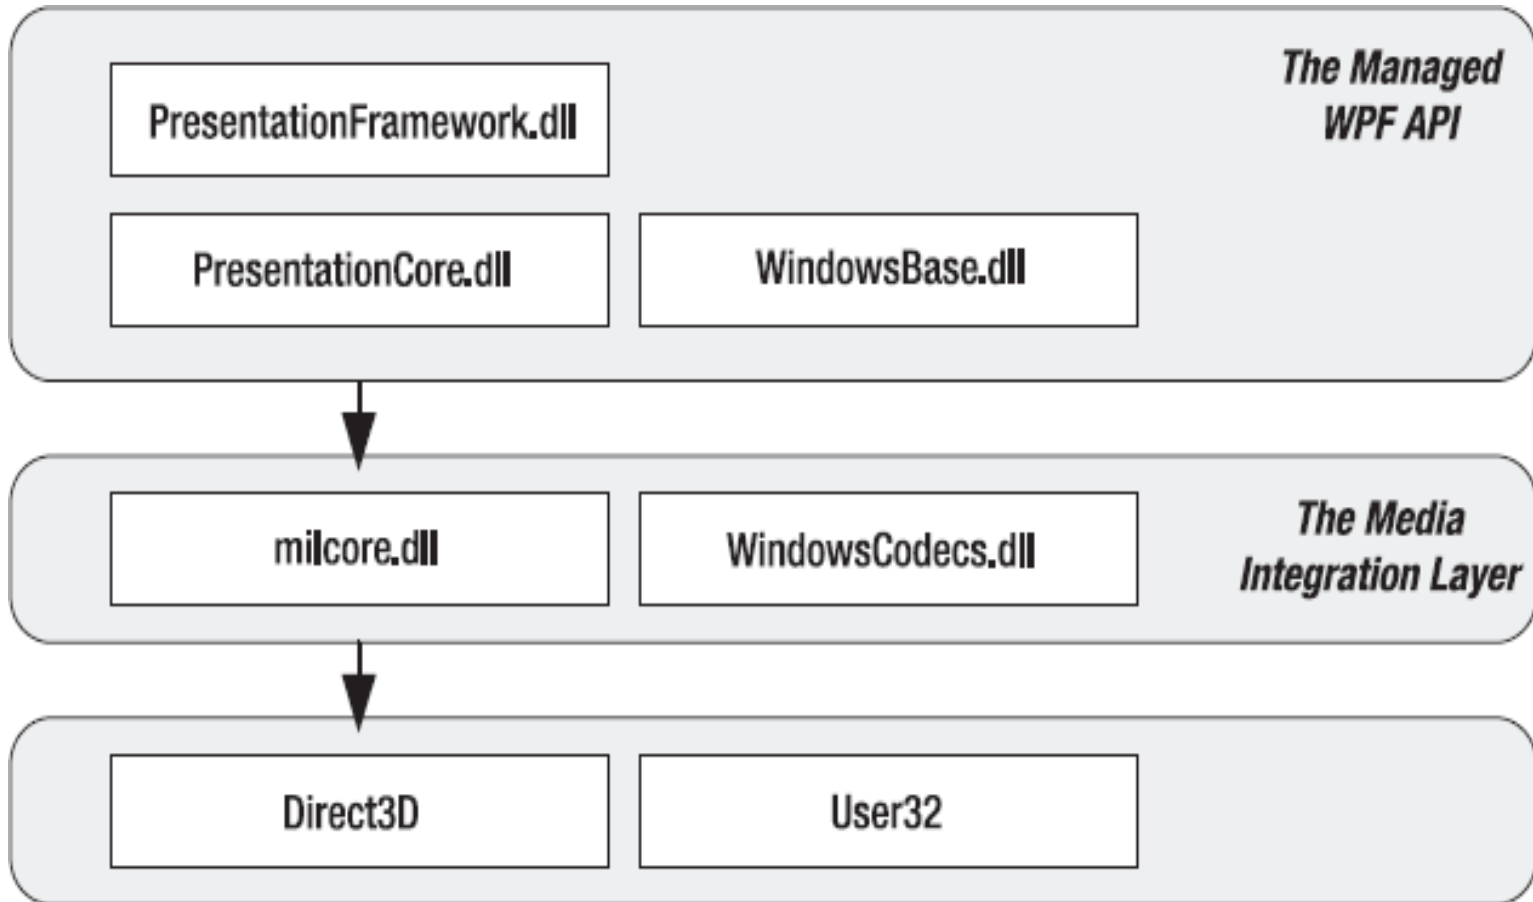 PresentationFramework.dll
The Managed
WPF API
PresentationCore.dll
WindowsBase.dll
milcore.dll
WindowsCodecs.dll
The Media
Integration Layer
Direct3D
User32